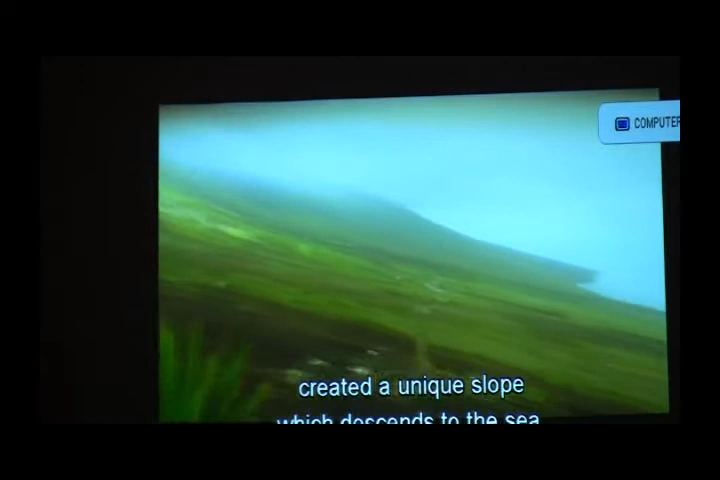 COMPUTER
created a unique slope
which descends to the sea